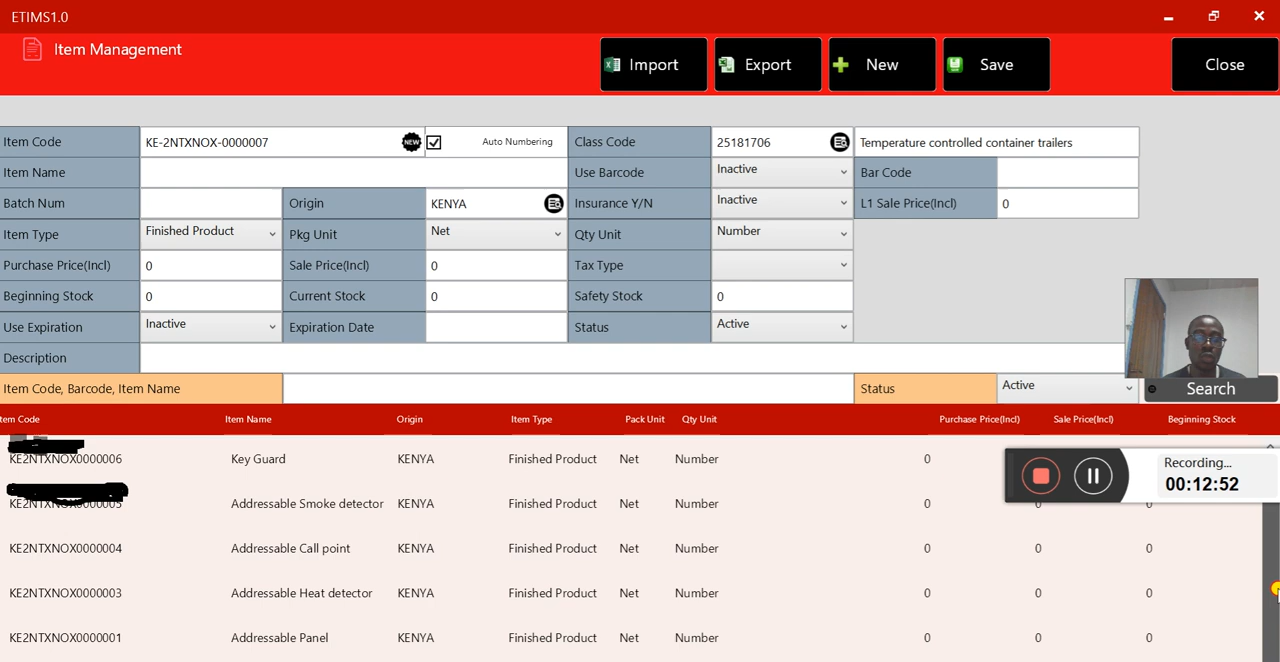 ETIMS1.0
Item Management
Import Export New Save Close
Item Code KE-2NTXNOX-0000007 NEW Auto Numbering Class Code 25181706 Temperature controlled container trailers
Item Name Use Barcode Inactive Bar Code
Batch Num Origin KENYA Insurance Y/N Inactive L1 Sale Price(Incl) 0
Item Type Finished Product Pkg Unit Net Qty Unit Number
Purchase Price(Incl) 0 Sale Price(Incl) 0 Tax Type
Beginning Stock 0 Current Stock 0 Safety Stock 0
Use Expiration Inactive Expiration Date Status Active
Description
Item Code, Barcode, Item Name Status Active Search
tem Code Item Name Origin Item Type Pack Unit Qty Unit Purchase Price(Incl) Sale Price(Incl) Beginning Stock
KE2NTXNOX0000006 Key Guard KENYA Finished Product Net Number 0
Recording...
00:12:52
KE2NTXNOX0000005 Addressable Smoke detector KENYA Finished Product Net Number 0 0 0
KE2NTXNOX0000004 Addressable Call point KENYA Finished Product Net Number 0 0 0
KE2NTXNOX0000003 Addressable Heat detector KENYA Finished Product Net Number 0 0 0
KE2NTXNOX0000001 Addressable Panel KENYA Finished Product Net Number 0 0 0